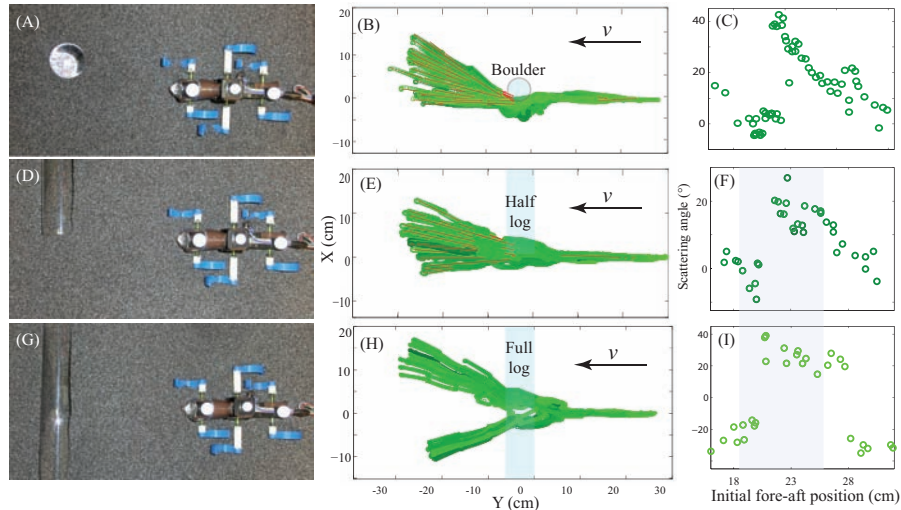 (A)
(B)
v
Boulder
20
10
0
−10
(C)
40
20
0
(D)
(E)
v
Half
log
20
10
0
−10
X (cm)
(F)
20
0
Scattering angle (°)
(G)
(H)
v
Full
log
20
10
0
−10
(I)
40
20
0
−20
-30 -20 -10 0 10 20 30
Y (cm)
18 23 28
Initial fore-aft position (cm)